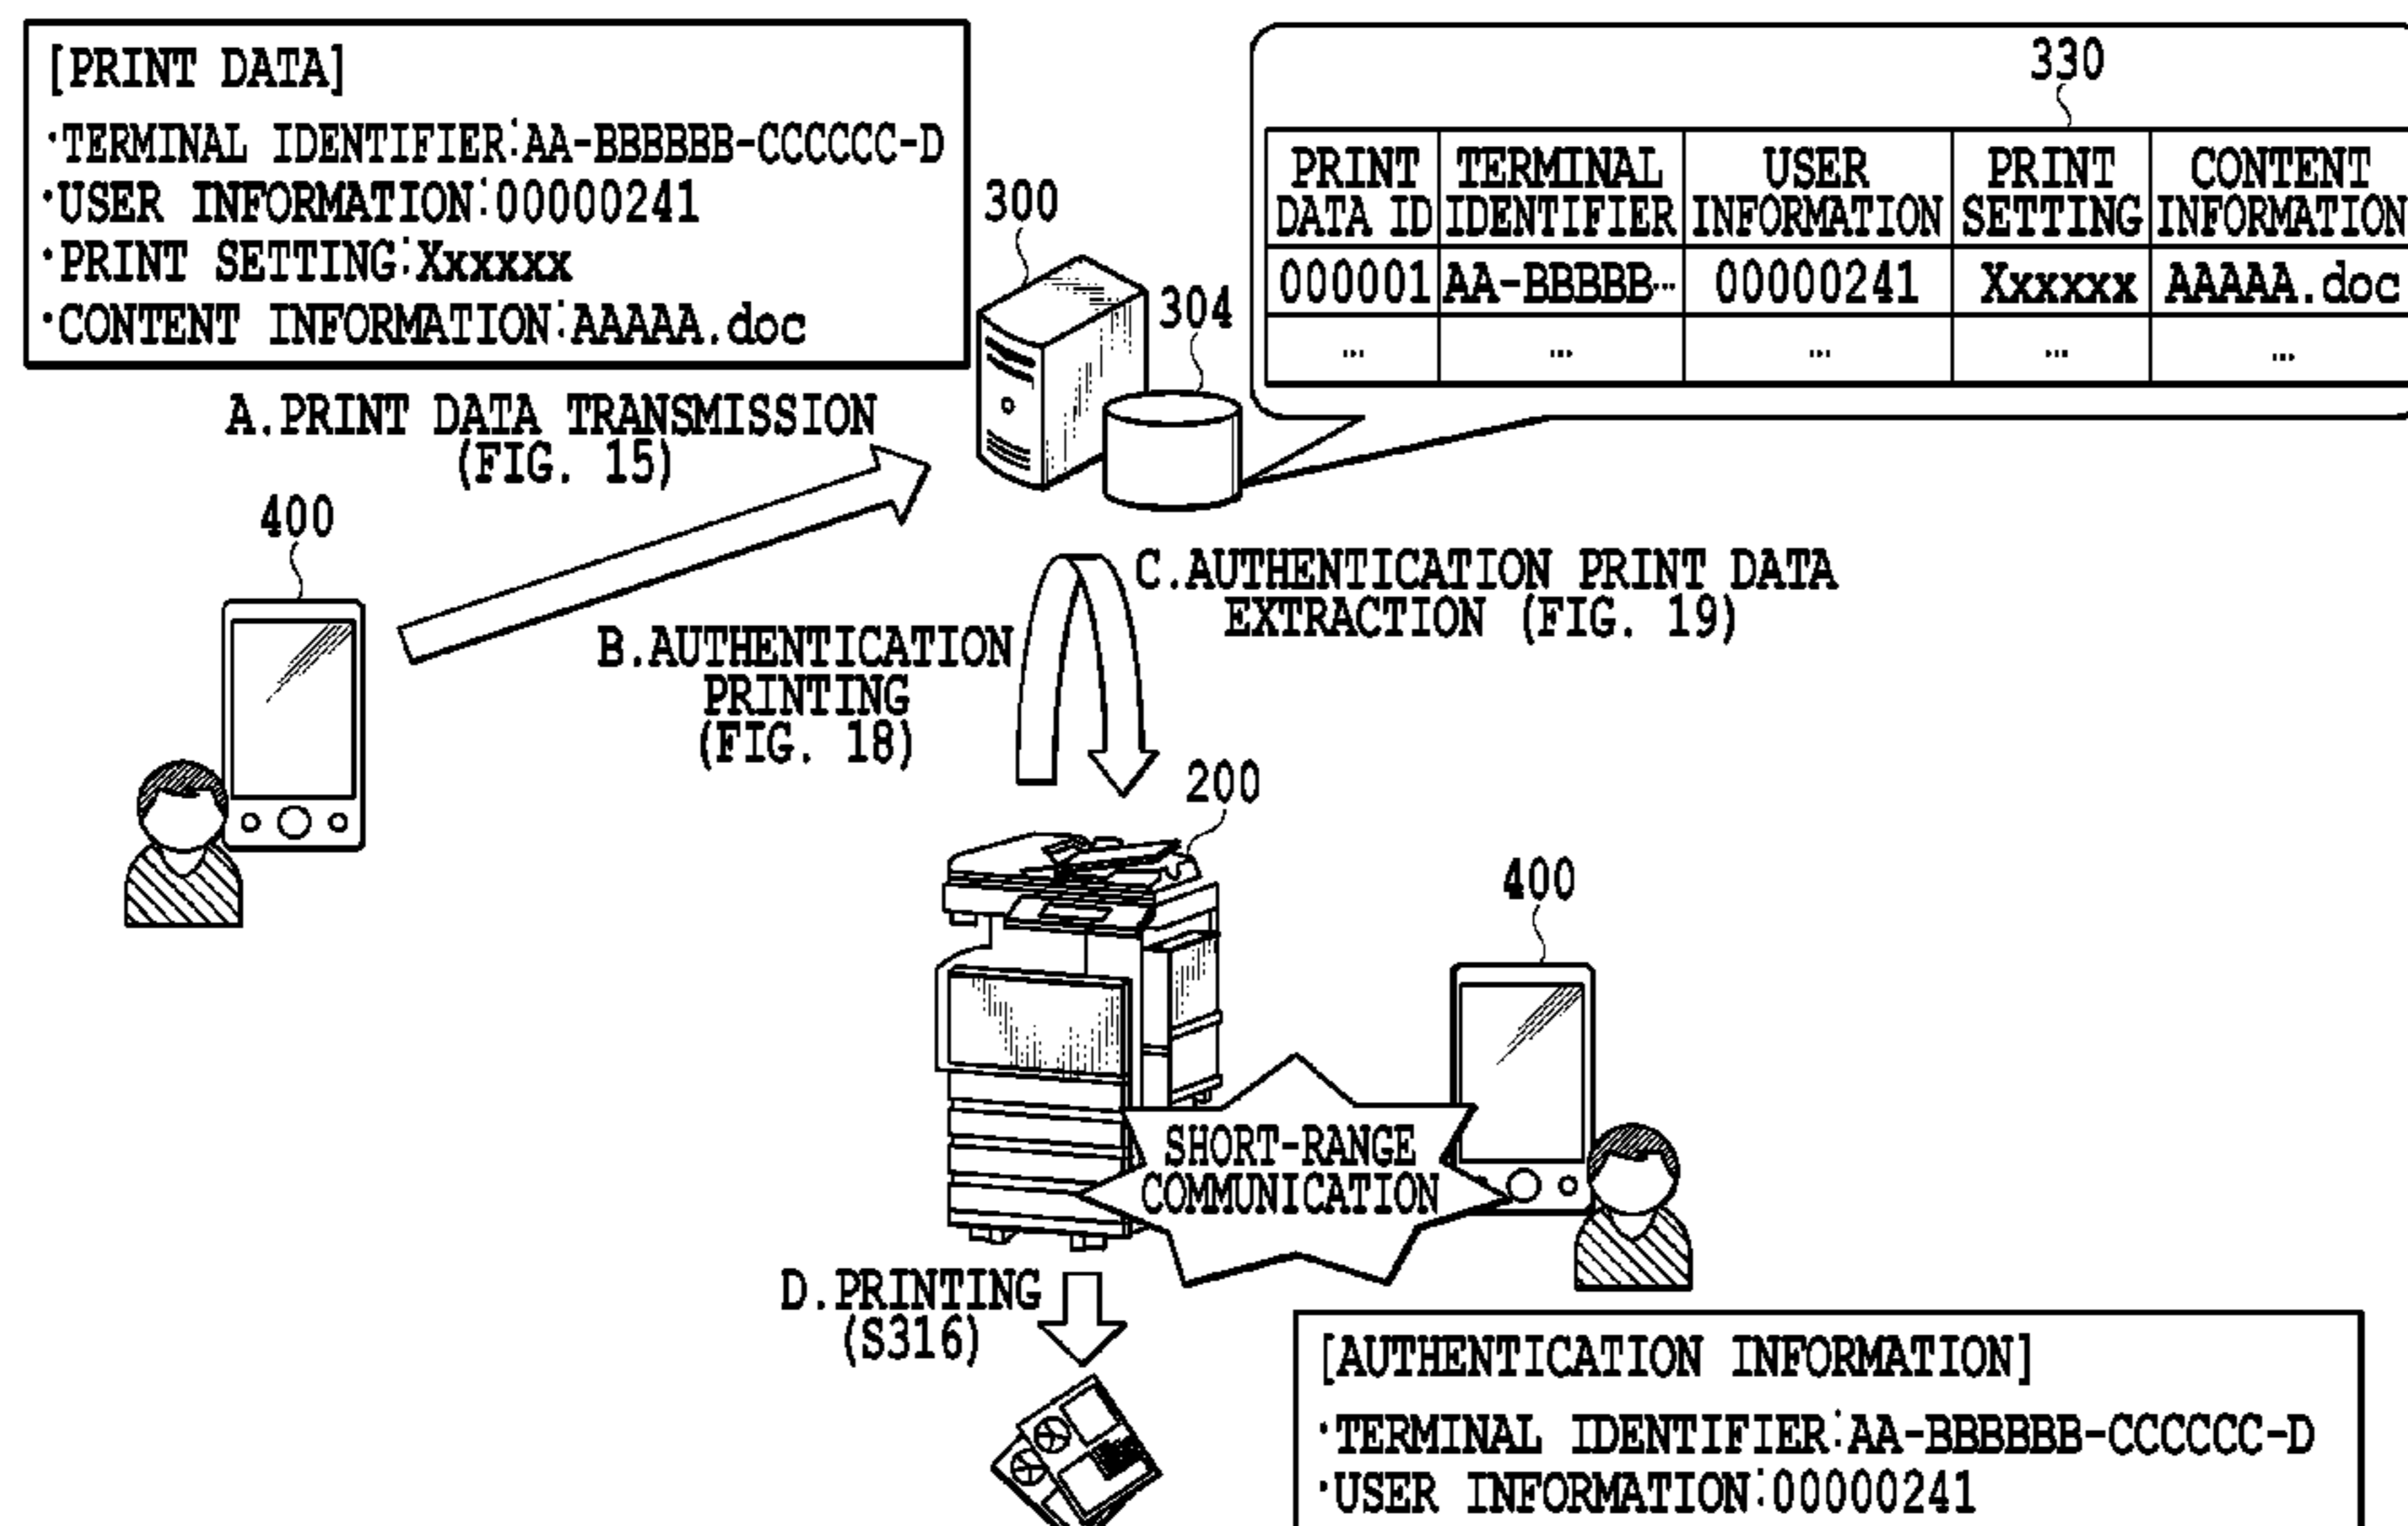 [PRINT DATA]
·TERMINAL IDENTIFIER:AA-BBBBBB-CCCCCC-D
·USER INFORMATION:00000241
·PRINT SETTING:Xxxxxx
·CONTENT INFORMATION:AAAAA.doc
330
PRINT DATA ID TERMINAL IDENTIFIER USER INFORMATION PRINT SETTING CONTENT INFORMATION
000001 AA-BBBBB… 00000241 Xxxxxx AAAAA.doc
… … … … …
300
304
A.PRINT DATA TRANSMISSION
(FIG. 15)
400
C.AUTHENTICATION PRINT DATA
EXTRACTION (FIG. 19)
B.AUTHENTICATION
PRINTING
(FIG. 18)
200
400
SHORT-RANGE
COMMUNICATION
D.PRINTING
(S316)
[AUTHENTICATION INFORMATION]
·TERMINAL IDENTIFIER:AA-BBBBBB-CCCCCC-D
·USER INFORMATION:00000241